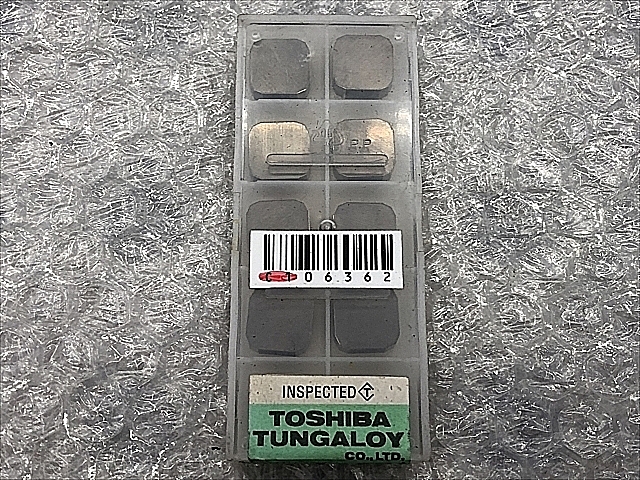 06362
INSPECTED
TOSHIBA
TUNGALOY
CO.,LTD.